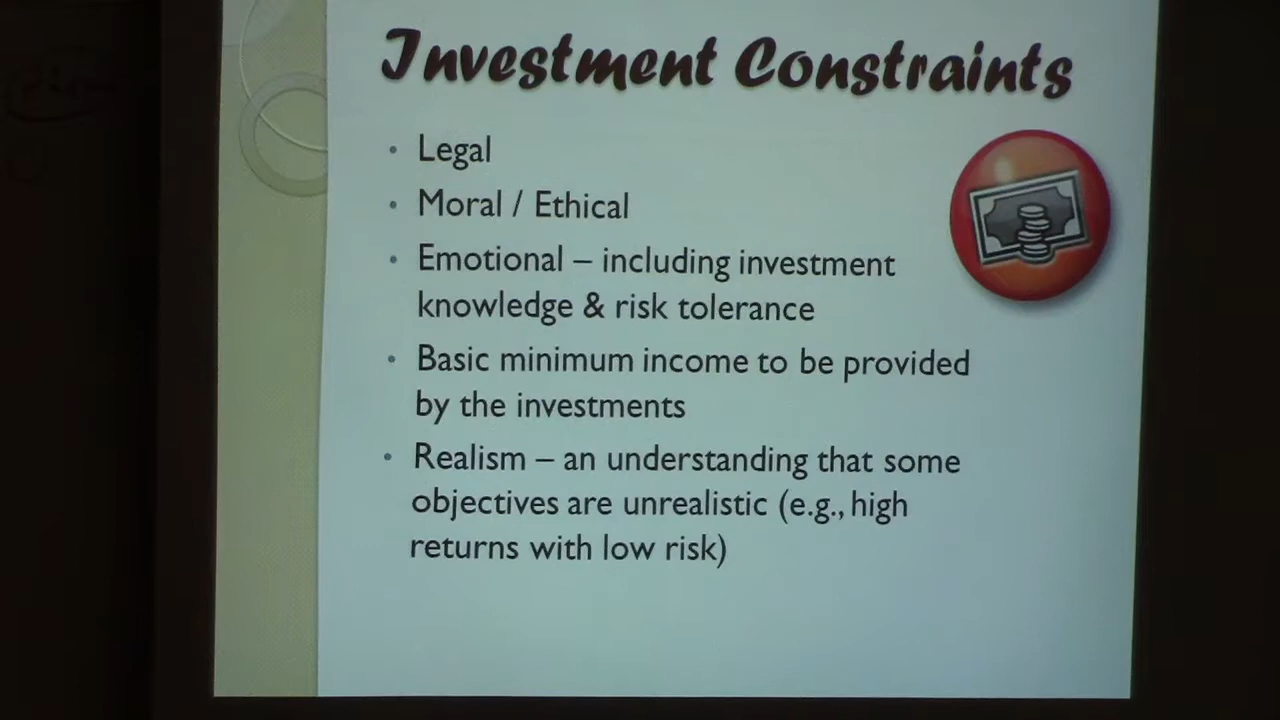 Investment Constraints
• Legal
• Moral / Ethical
• Emotional – including investment
knowledge & risk tolerance
• Basic minimum income to be provided
by the investments
• Realism – an understanding that some
objectives are unrealistic (e.g., high
returns with low risk)